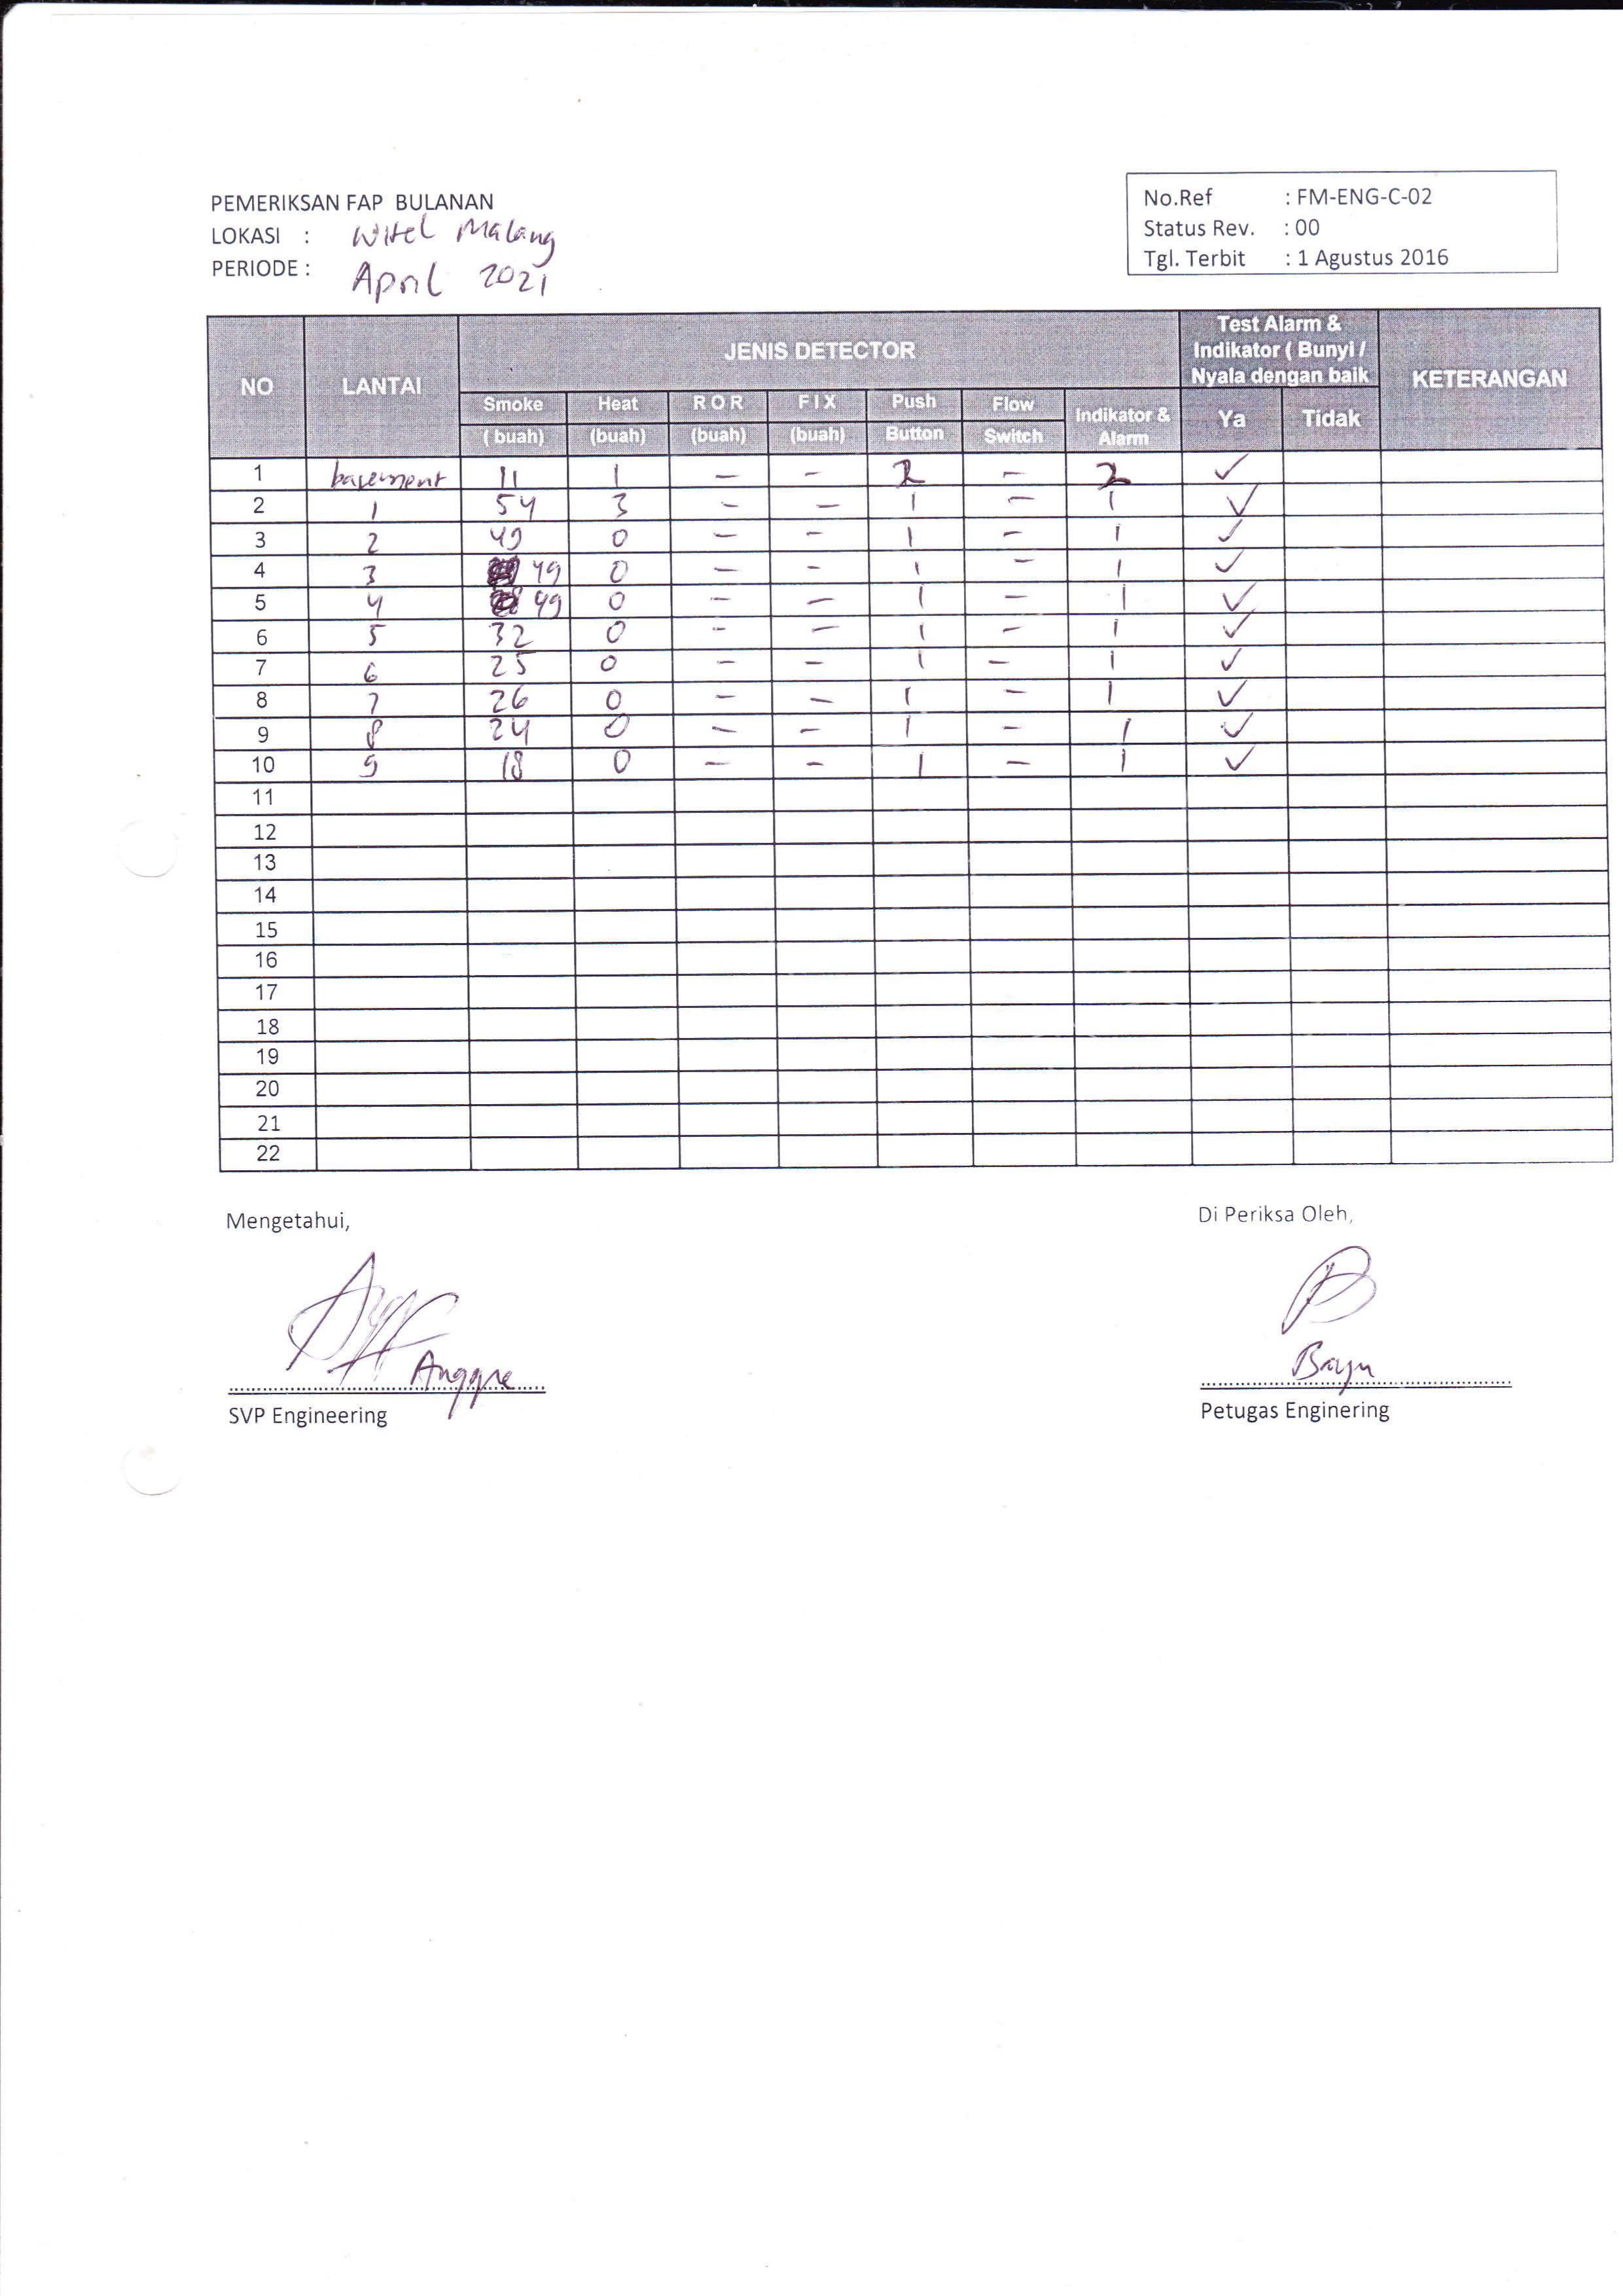 PEMERIKSAN FAP BULANAN
LOKASI : Witel Malang
PERIODE : April 2021
No.Ref : FM-ENG-C-02
Status Rev. : 00
Tgl. Terbit : 1 Agustus 2016
NO LANTAI JENIS DETECTOR Test Alarm & Indikator ( Bunyi / Nyala dengan baik KETERANGAN
Smoke Heat R O R F I X Push Flow Indikator & Alarm Ya Tidak
( buah) (buah) (buah) (buah) Button Switch
1 basement 11 1 – – 2 – 2 ✓
2 1 54 3 – – 1 – 1 ✓
3 2 49 0 – – 1 – 1 ✓
4 3 49 0 – – 1 – 1 ✓
5 4 49 0 – – 1 – 1 ✓
6 5 32 0 – – 1 – 1 ✓
7 6 25 0 – – 1 – 1 ✓
8 7 26 0 – – 1 – 1 ✓
9 8 24 0 – – 1 – 1 ✓
10 9 18 0 – – 1 – 1 ✓
11
12
13
14
15
16
17
18
19
20
21
22
Mengetahui,
Di Periksa Oleh,
Bayu
SVP Engineering
Petugas Enginering